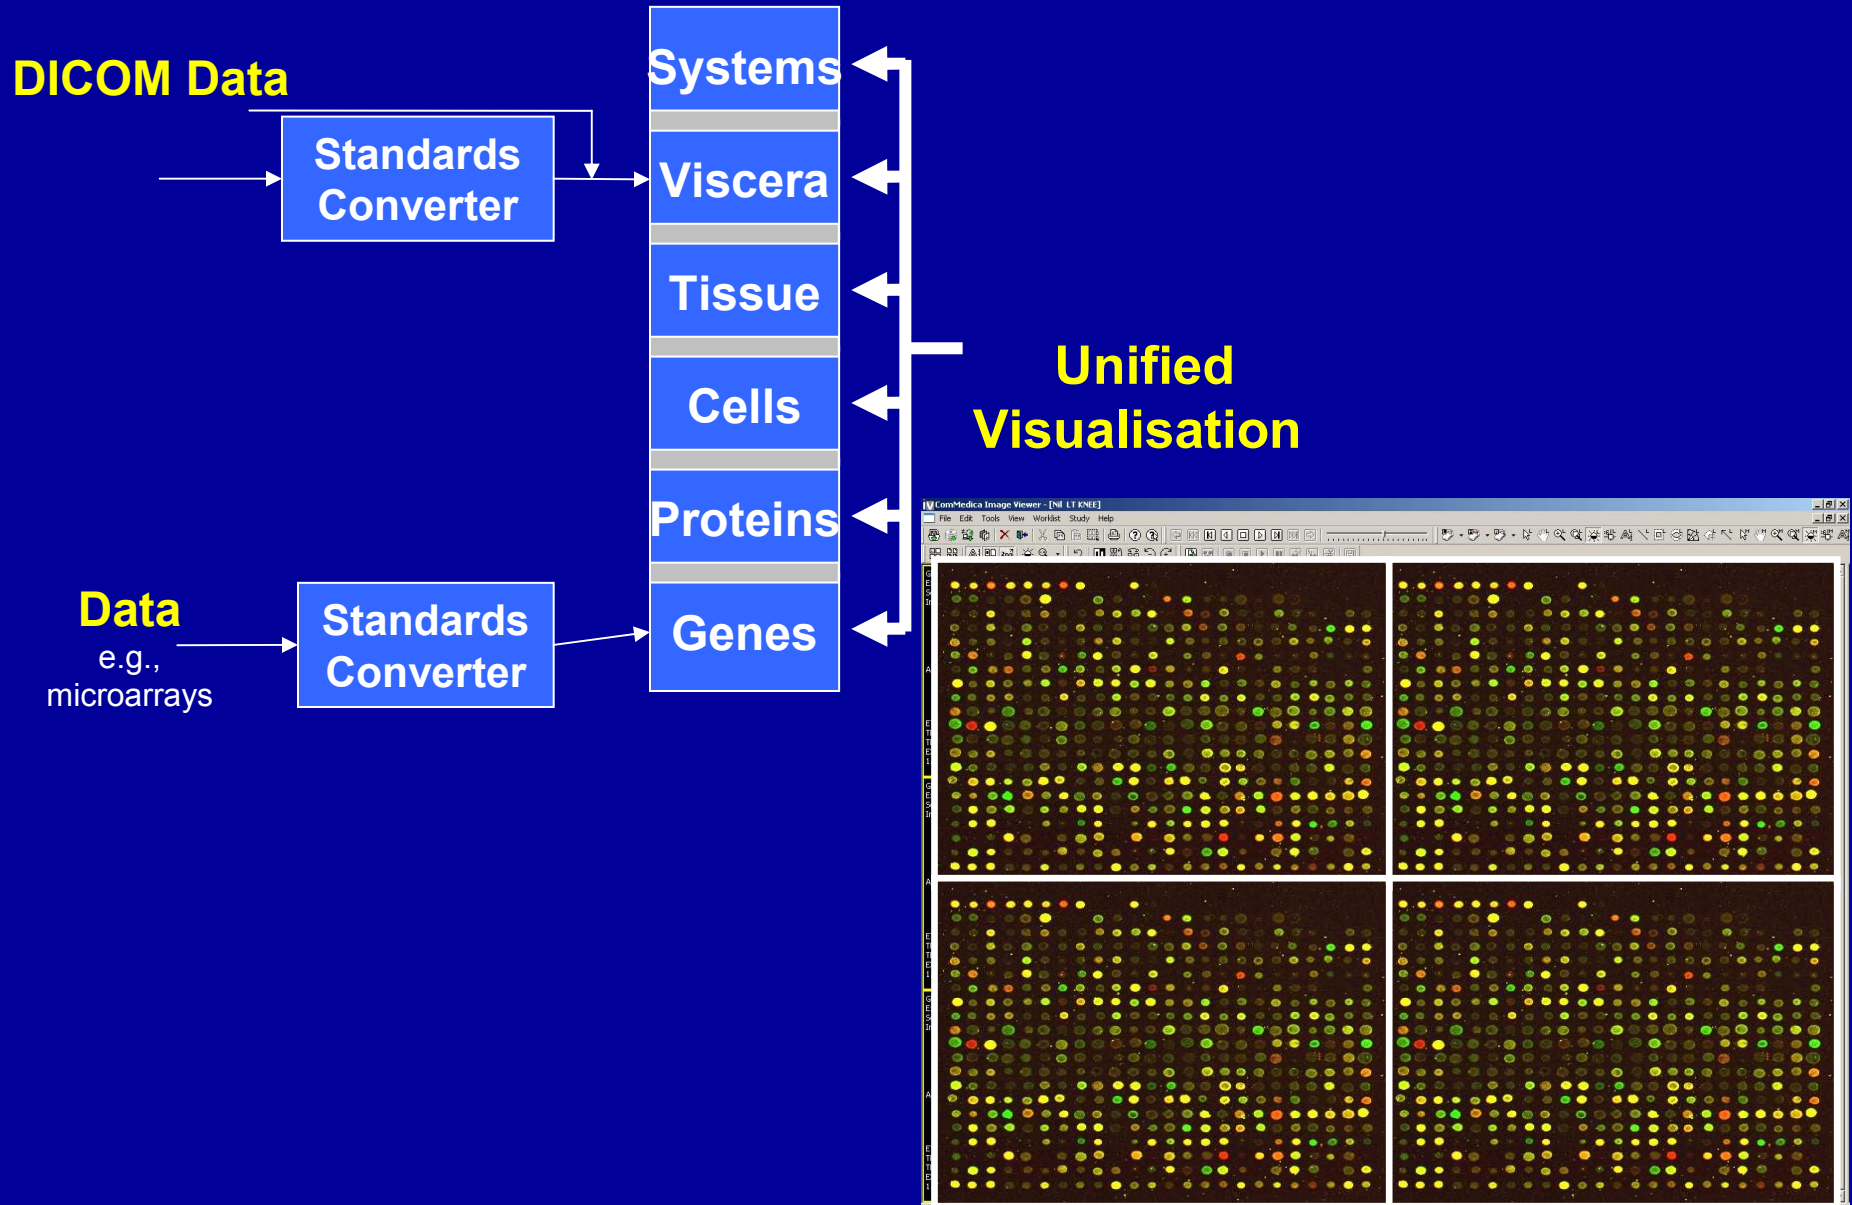 DICOM Data
Standards
Converter
Systems
Viscera
Tissue
Cells
Proteins
Genes
Unified
Visualisation
Data
e.g.,
microarrays
Standards
Converter
ComMedica Image Viewer - [Nil LT KNEE]
File Edit Tools View Worklist Study Help